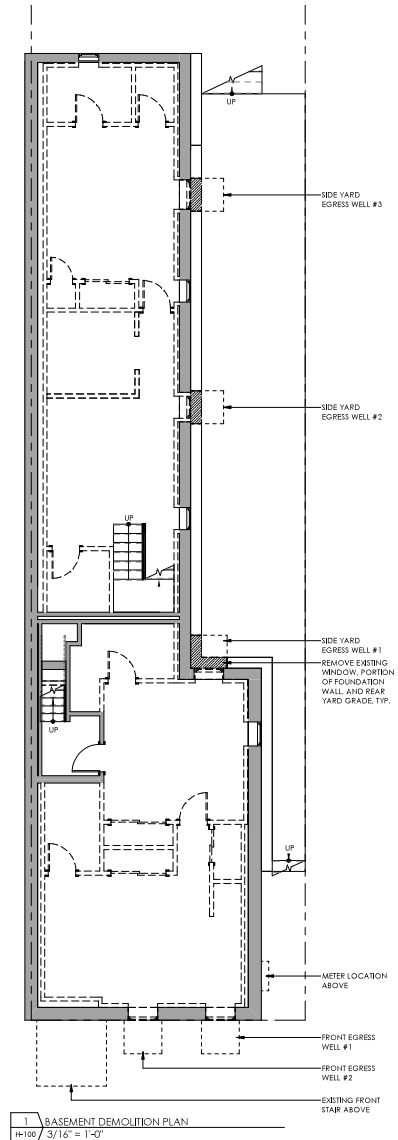 UP
SIDE YARD
EGRESS WELL #3
SIDE YARD
EGRESS WELL #2
UP
SIDE YARD
EGRESS WELL #1
REMOVE EXISTING
WINDOW, PORTION
OF FOUNDATION
WALL, AND REAR
YARD GRADE, TYP.
UP
UP
METER LOCATION
ABOVE
FRONT EGRESS
WELL #1
FRONT EGRESS
WELL #2
EXISTING FRONT
STAIR ABOVE
1 BASEMENT DEMOLITION PLAN
H-100 3/16" = 1'-0"